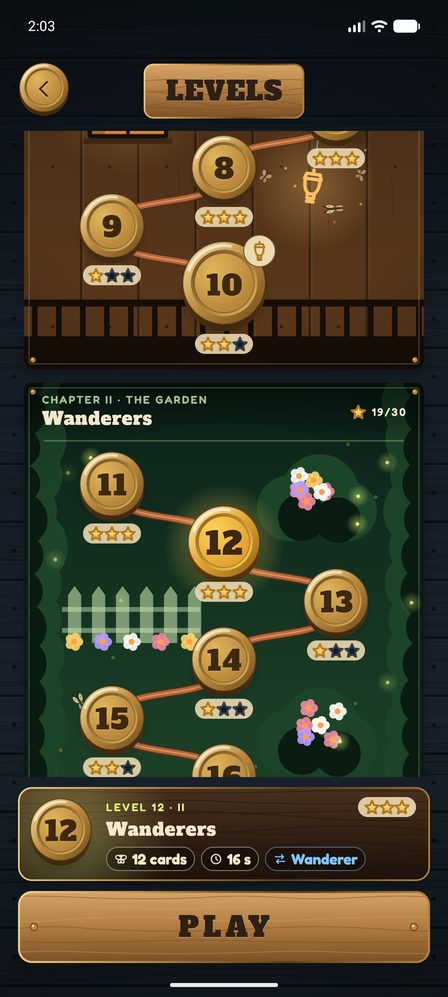 2:03
LEVELS
8
9
10
CHAPTER II · THE GARDEN
Wanderers
19/30
11
12
13
14
15
16
LEVEL 12 · II
12
Wanderers
12 cards
16 s
Wanderer
PLAY